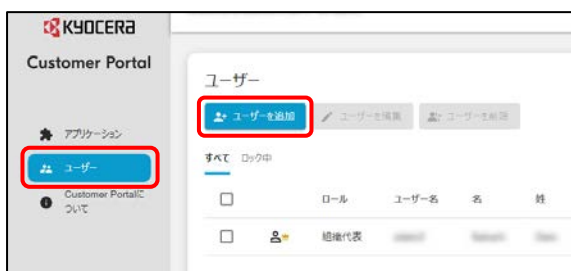 KYOCERA
Customer Portal
アプリケーション
ユーザー
Customer Portalに
ついて
ユーザー
ユーザーを追加 ユーザーを編集 ユーザーを削除
すべて ロック中
ロール ユーザー名 名 姓
組織代表